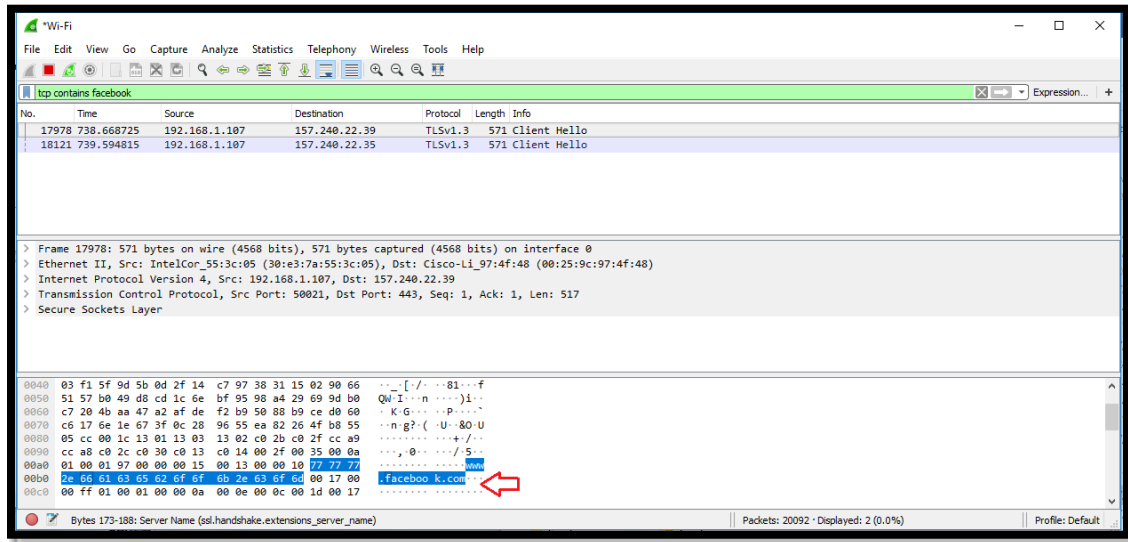 *Wi-Fi
File Edit View Go Capture Analyze Statistics Telephony Wireless Tools Help
tcp contains facebook
Expression... +
No. Time Source Destination Protocol Length Info
17978 738.668725 192.168.1.107 157.240.22.39 TLSv1.3 571 Client Hello
18121 739.594815 192.168.1.107 157.240.22.35 TLSv1.3 571 Client Hello
> Frame 17978: 571 bytes on wire (4568 bits), 571 bytes captured (4568 bits) on interface 0
> Ethernet II, Src: IntelCor_55:3c:05 (30:e3:7a:55:3c:05), Dst: Cisco-Li_97:4f:48 (00:25:9c:97:4f:48)
> Internet Protocol Version 4, Src: 192.168.1.107, Dst: 157.240.22.39
> Transmission Control Protocol, Src Port: 50021, Dst Port: 443, Seq: 1, Ack: 1, Len: 517
> Secure Sockets Layer
0040 03 f1 5f 9d 5b 0d 2f 14 c7 97 38 31 15 02 90 66 ··_·[·/· ··81···f
0050 51 57 b0 49 d8 cd 1c 6e bf 95 98 a4 29 69 9d b0 QW·I···n ····)i··
0060 c7 20 4b aa 47 a2 af de f2 b9 50 88 b9 ce d0 60 · K·G··· ··P····`
0070 c6 17 6e 1e 67 3f 0c 28 96 55 ea 82 26 4f b8 55 ··n·g?·( ·U··&O·U
0080 05 cc 00 1c 13 01 13 03 13 02 c0 2b c0 2f cc a9 ········ ···+·/··
0090 cc a8 c0 2c c0 30 c0 13 c0 14 00 2f 00 35 00 0a ···,·0·· ···/·5··
00a0 01 00 01 97 00 00 00 15 00 13 00 00 10 77 77 77 ········ ·····www
00b0 2e 66 61 63 65 62 6f 6f 6b 2e 63 6f 6d 00 17 00 .faceboo k.com···
00c0 00 ff 01 00 01 00 00 0a 00 0e 00 0c 00 1d 00 17 ········ ········
Bytes 173-188: Server Name (ssl.handshake.extensions_server_name) Packets: 20092 · Displayed: 2 (0.0%) Profile: Default